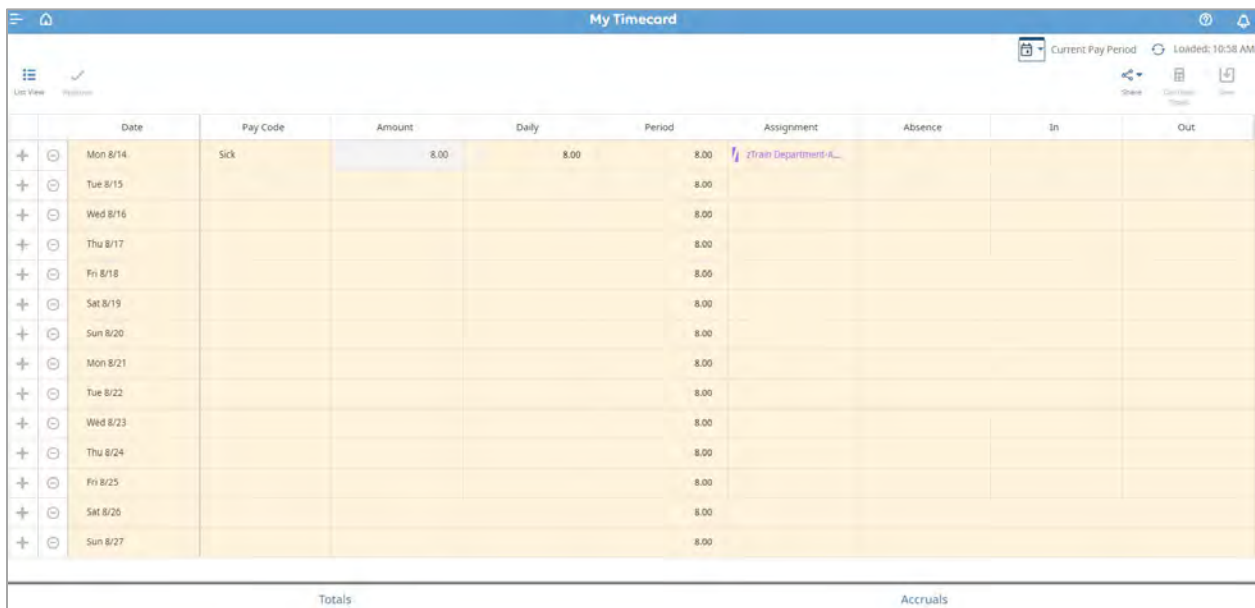 My Timecard
Current Pay Period Loaded: 10:58 AM
List View Approve Share Calculate Totals Save
Date Pay Code Amount Daily Period Assignment Absence In Out
Mon 8/14 Sick 8.00 8.00 8.00 zTrain Department-A...
Tue 8/15 8.00
Wed 8/16 8.00
Thu 8/17 8.00
Fri 8/18 8.00
Sat 8/19 8.00
Sun 8/20 8.00
Mon 8/21 8.00
Tue 8/22 8.00
Wed 8/23 8.00
Thu 8/24 8.00
Fri 8/25 8.00
Sat 8/26 8.00
Sun 8/27 8.00
Totals Accruals